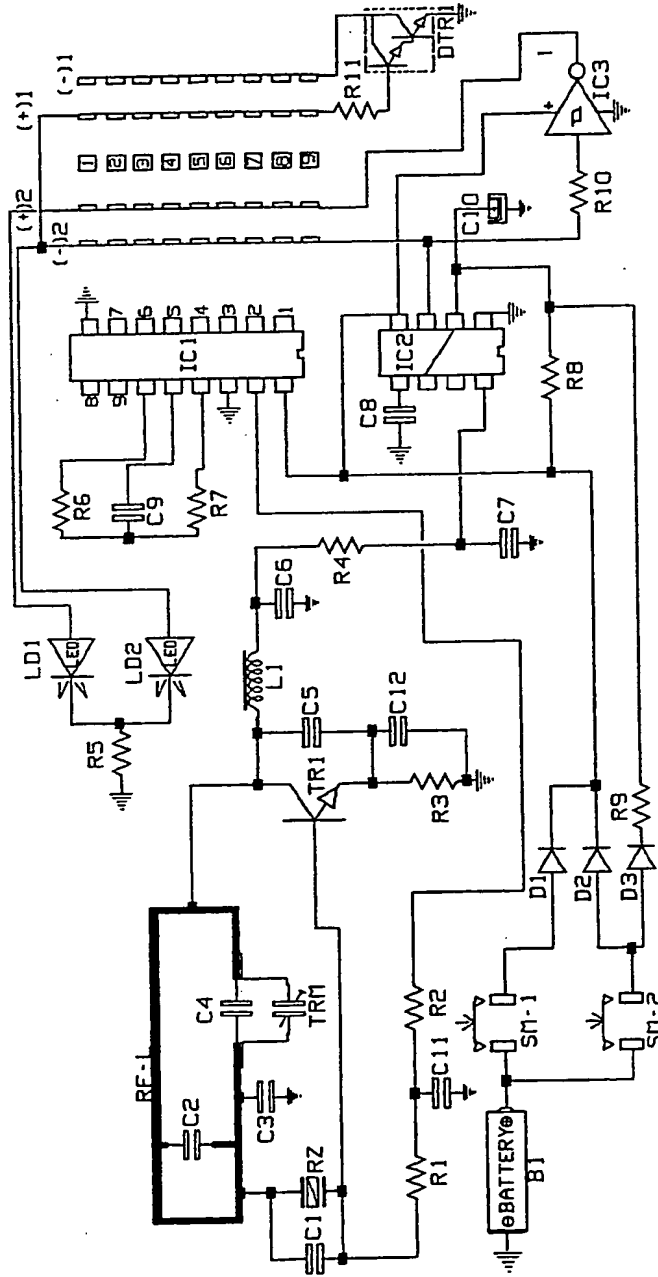 (-)1
(+)1
(+)2
(-)2
1
2
3
4
5
6
7
8
9
R11
DTR1
1
+
IC3
R10
C10
7
6
5
4
3
2
1
IC1
8
9
IC2
C8
R8
R6
C9
R7
C7
R4
C6
L1
LD1
LED
LD2
LED
R5
C5
C12
TR1
R3
R9
D1
D2
D3
RF-L
C2
C4
TRM
C3
RZ
C1
R2
C11
R1
SM-1
SM-2
⊖BATTERY⊕
B1